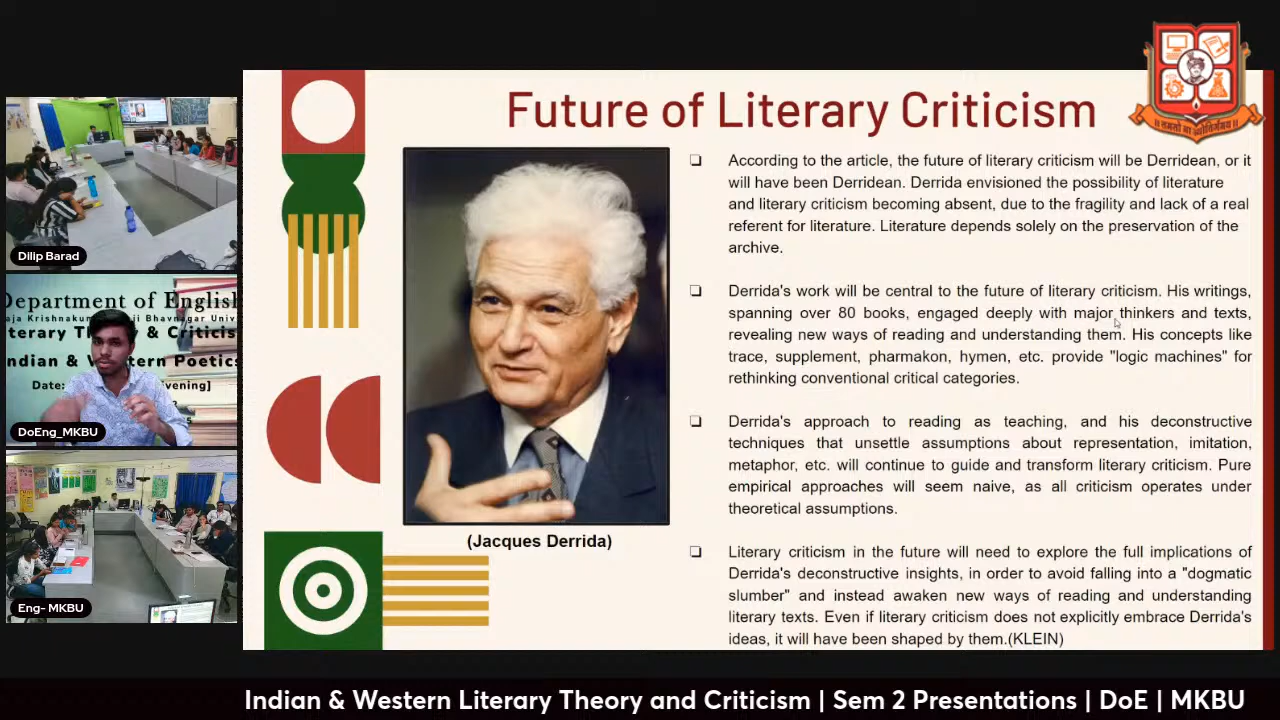 Future of Literary Criticism
According to the article, the future of literary criticism will be Derridean, or it
will have been Derridean. Derrida envisioned the possibility of literature
and literary criticism becoming absent, due to the fragility and lack of a real
referent for literature. Literature depends solely on the preservation of the
archive.
Derrida's work will be central to the future of literary criticism. His writings,
spanning over 80 books, engaged deeply with major thinkers and texts,
revealing new ways of reading and understanding them. His concepts like
trace, supplement, pharmakon, hymen, etc. provide "logic machines" for
rethinking conventional critical categories.
Derrida's approach to reading as teaching, and his deconstructive
techniques that unsettle assumptions about representation, imitation,
metaphor, etc. will continue to guide and transform literary criticism. Pure
empirical approaches will seem naive, as all criticism operates under
theoretical assumptions.
Literary criticism in the future will need to explore the full implications of
Derrida's deconstructive insights, in order to avoid falling into a "dogmatic
slumber" and instead awaken new ways of reading and understanding
literary texts. Even if literary criticism does not explicitly embrace Derrida's
ideas, it will have been shaped by them.(KLEIN)
(Jacques Derrida)
Dilip Barad
Department of English
terary T
& Criticis
Indian & W
tern Poetics
Date:
vening]
DoEng_MKBU
Eng- MKBU
Indian & Western Literary Theory and Criticism | Sem 2 Presentations | DoE | MKBU